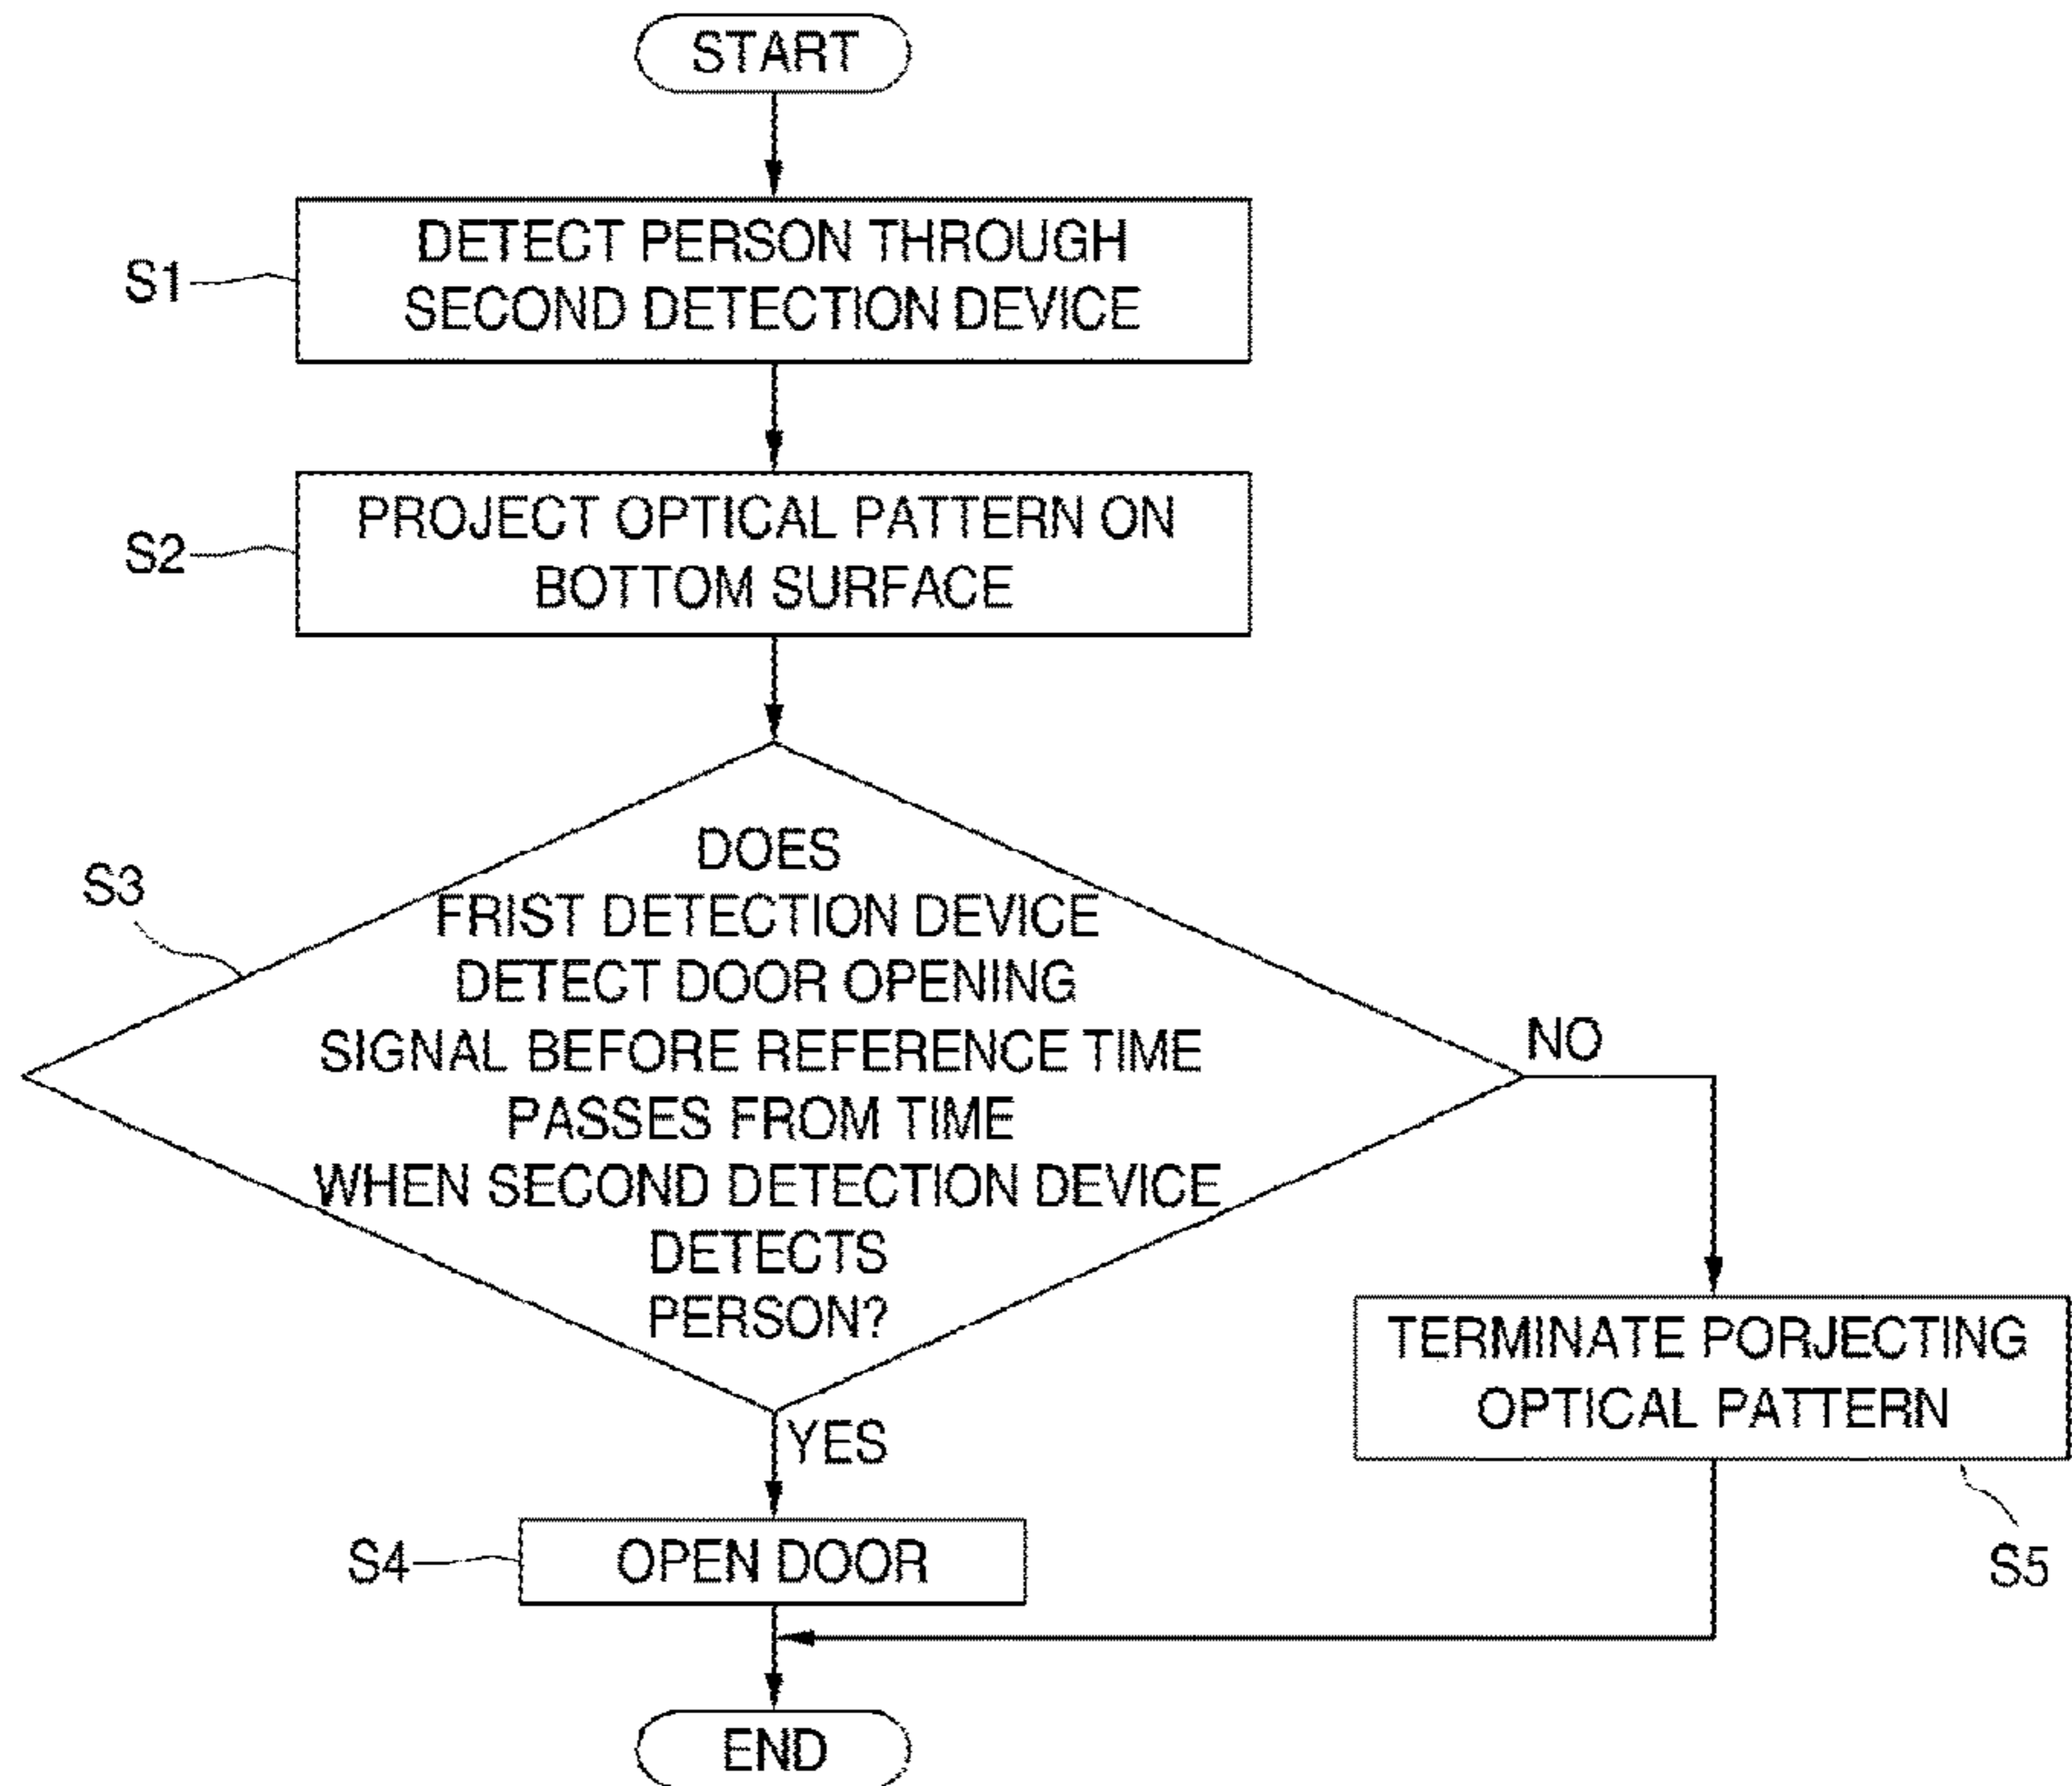 START
DETECT PERSON THROUGH
SECOND DETECTION DEVICE
S1
PROJECT OPTICAL PATTERN ON
BOTTOM SURFACE
S2
DOES
FRIST DETECTION DEVICE
DETECT DOOR OPENING
SIGNAL BEFORE REFERENCE TIME
PASSES FROM TIME
WHEN SECOND DETECTION DEVICE
DETECTS
PERSON?
S3
NO
TERMINATE PORJECTING
OPTICAL PATTERN
S5
YES
S4
OPEN DOOR
END